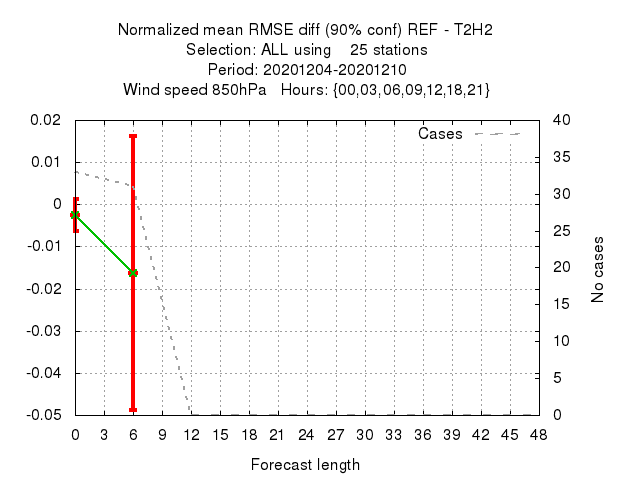 Normalized mean RMSE diff (90% conf) REF - T2H2
Selection: ALL using    25 stations
Period: 20201204-20201210
Wind speed 850hPa   Hours: {00,03,06,09,12,18,21}
Cases
0.02
0.01
0
-0.01
-0.02
-0.03
-0.04
-0.05
40
35
30
25
20
15
10
5
0
No cases
0 3 6 9 12 15 18 21 24 27 30 33 36 39 42 45 48
Forecast length